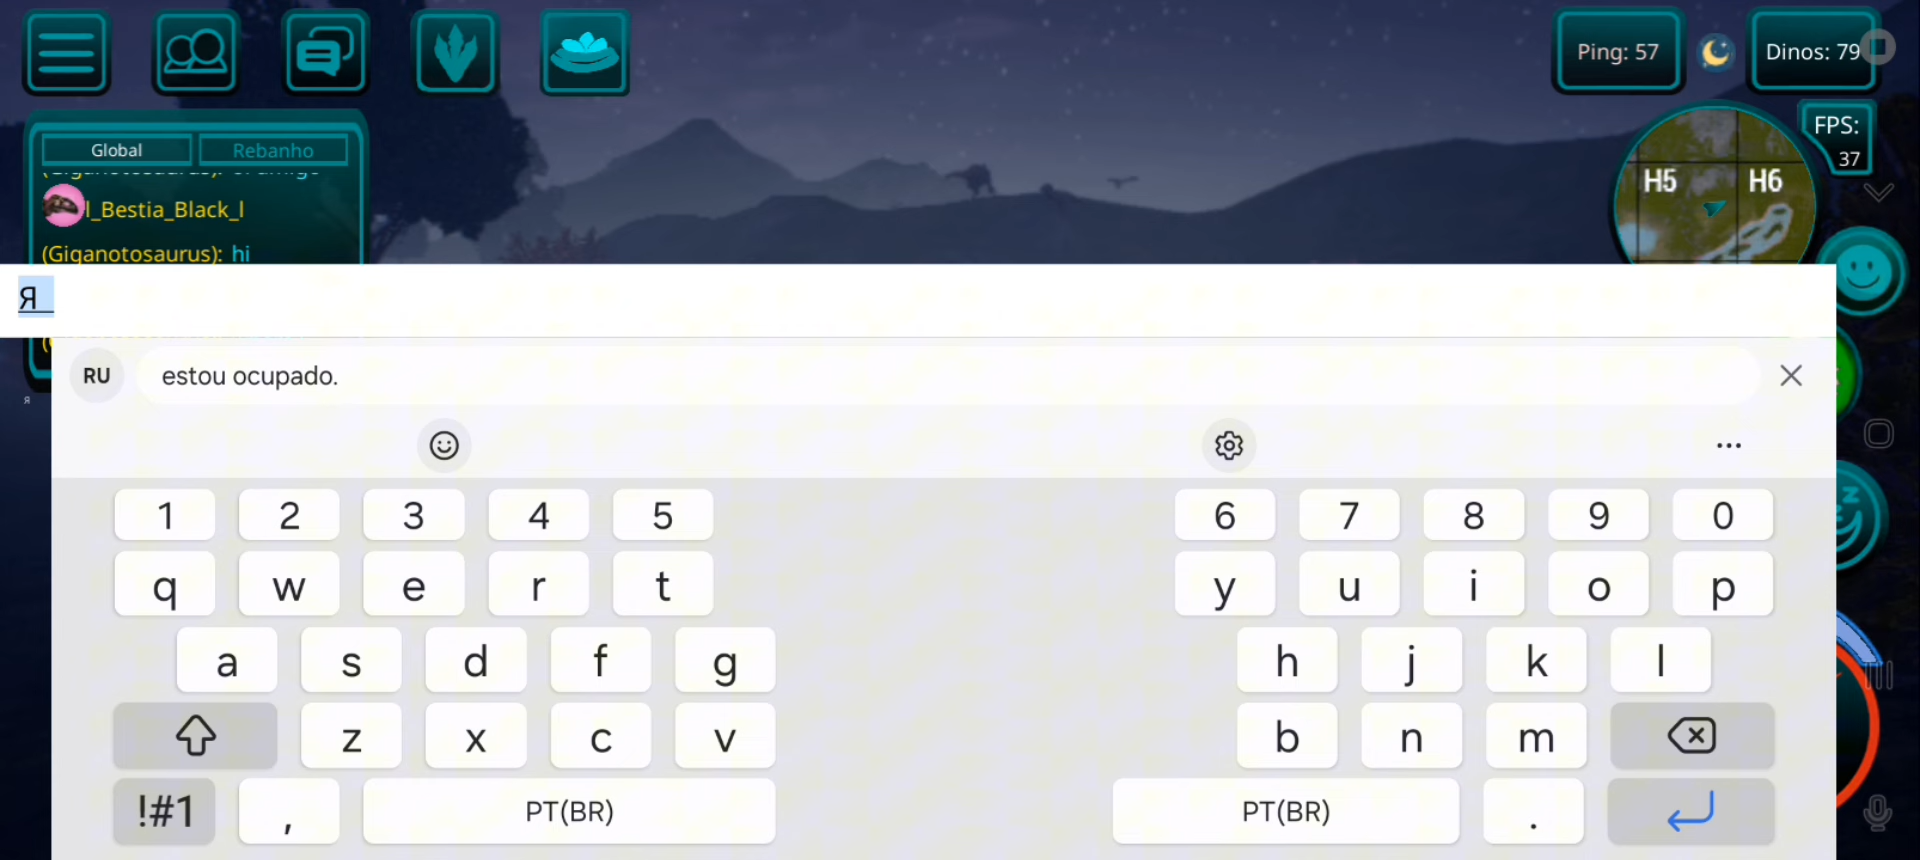 Ping: 57
Dinos: 79
FPS:
37
Global
Rebanho
H5
H6
l_Bestia_Black_l
(Giganotosaurus): hi
Я
RU
estou ocupado.
я
1 2 3 4 5 6 7 8 9 0
q w e r t y u i o p
a s d f g h j k l
z x c v b n m
!#1 , PT(BR) PT(BR) .